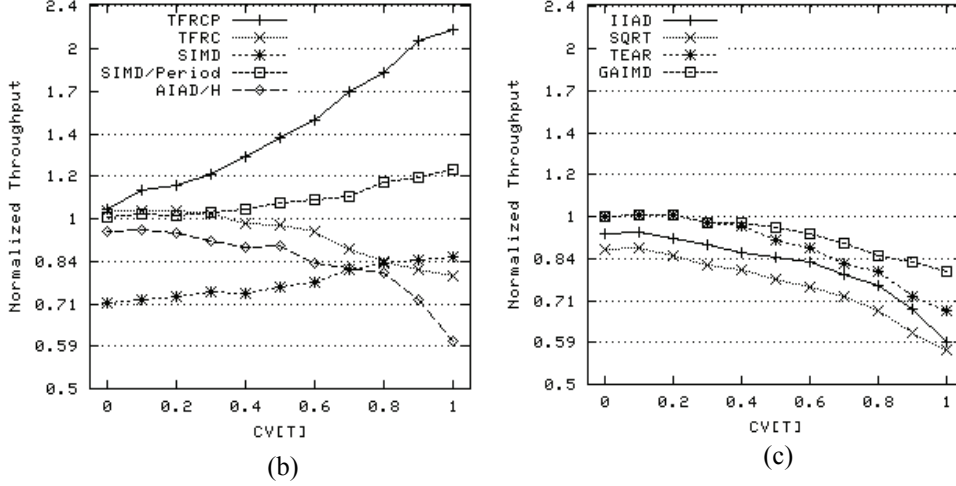 TFRCP
TFRC
SIMD
SIMD/Period
AIAD/H
2.4
2
1.7
1.4
1.2
1
0.84
0.71
0.59
0.5
Normalized Throughput
0 0.2 0.4 0.6 0.8 1
CV[T]
(b)
IIAD
SQRT
TEAR
GAIMD
2.4
2
1.7
1.4
1.2
1
0.84
0.71
0.59
0.5
Normalized Throughput
0 0.2 0.4 0.6 0.8 1
CV[T]
(c)